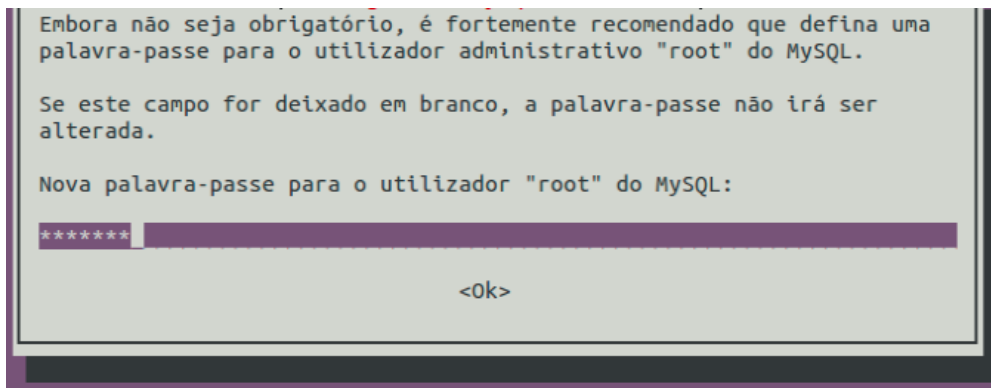 Embora não seja obrigatório, é fortemente recomendado que defina uma
palavra-passe para o utilizador administrativo "root" do MySQL.
Se este campo for deixado em branco, a palavra-passe não irá ser
alterada.
Nova palavra-passe para o utilizador "root" do MySQL:
*******_
<Ok>